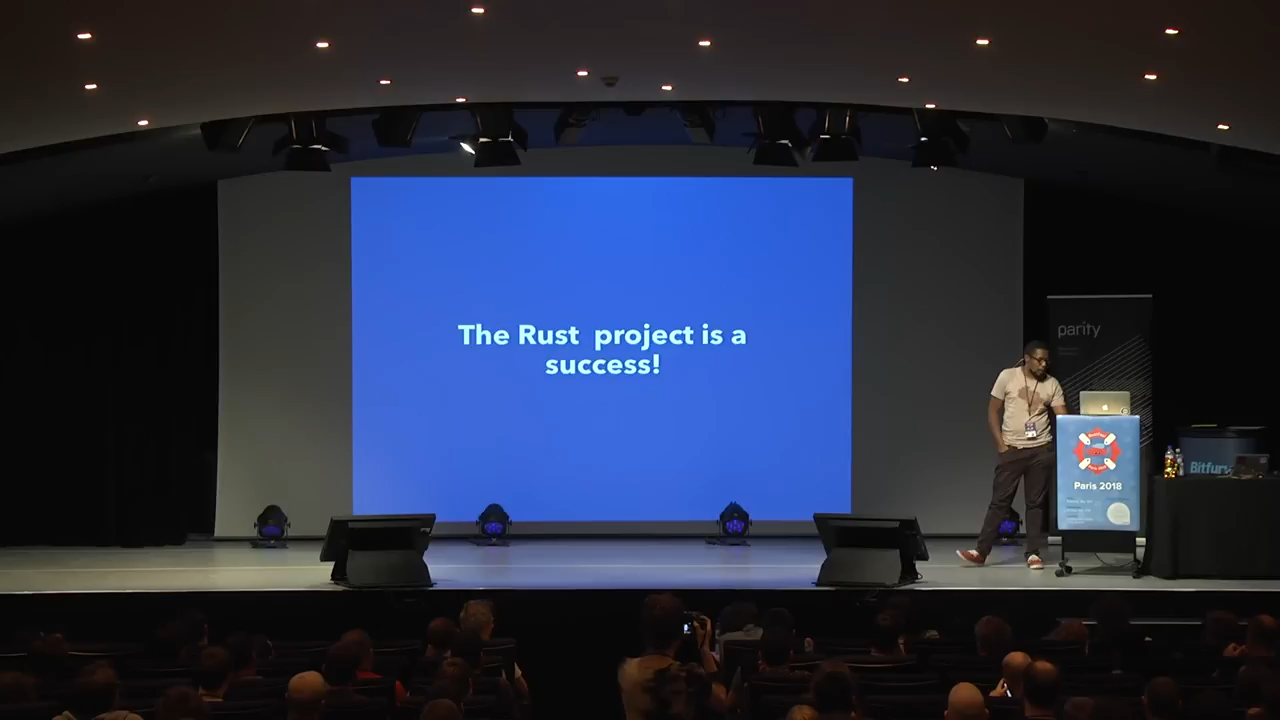 The Rust  project is a
success!
parity
Paris 2018
Bitfury